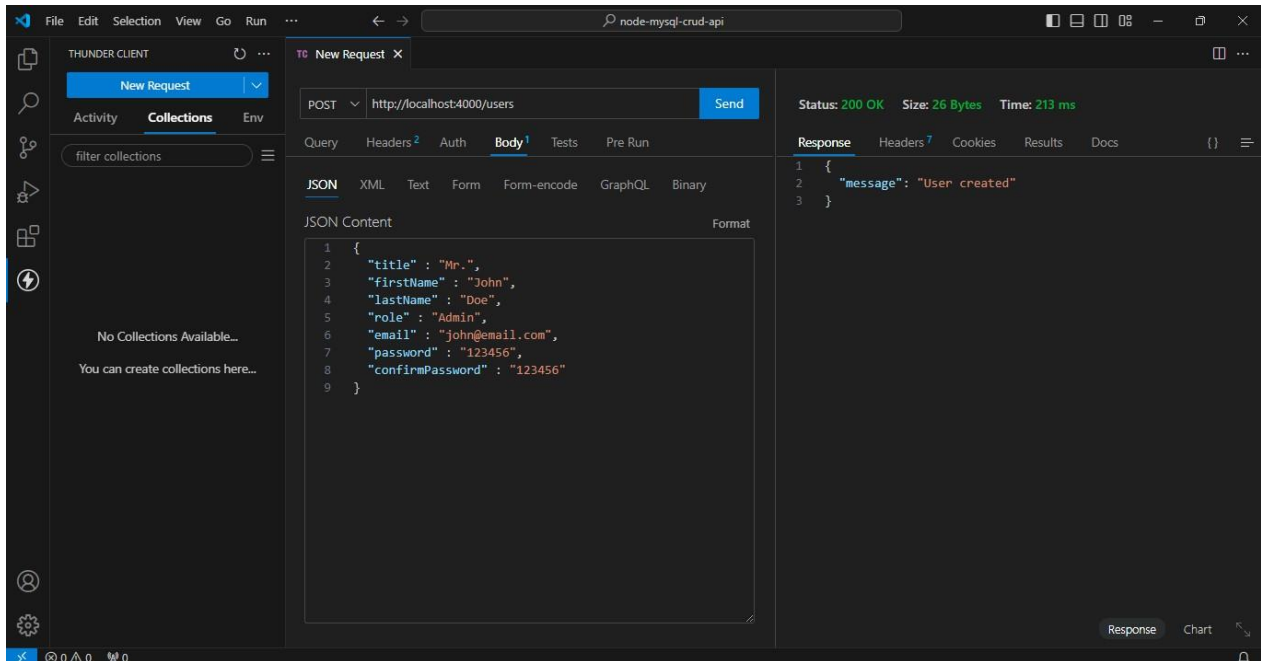 File Edit Selection View Go Run ... node-mysql-crud-api
THUNDER CLIENT
New Request
Activity Collections Env
filter collections
No Collections Available...
You can create collections here...
TC New Request
POST http://localhost:4000/users Send
Query Headers 2 Auth Body 1 Tests Pre Run
JSON XML Text Form Form-encode GraphQL Binary
JSON Content Format
1 {
2 "title" : "Mr.",
3 "firstName" : "John",
4 "lastName" : "Doe",
5 "role" : "Admin",
6 "email" : "john@email.com",
7 "password" : "123456",
8 "confirmPassword" : "123456"
9 }
Status: 200 OK Size: 26 Bytes Time: 213 ms
Response Headers 7 Cookies Results Docs {}
1 {
2 "message": "User created"
3 }
Response Chart
0 0 0